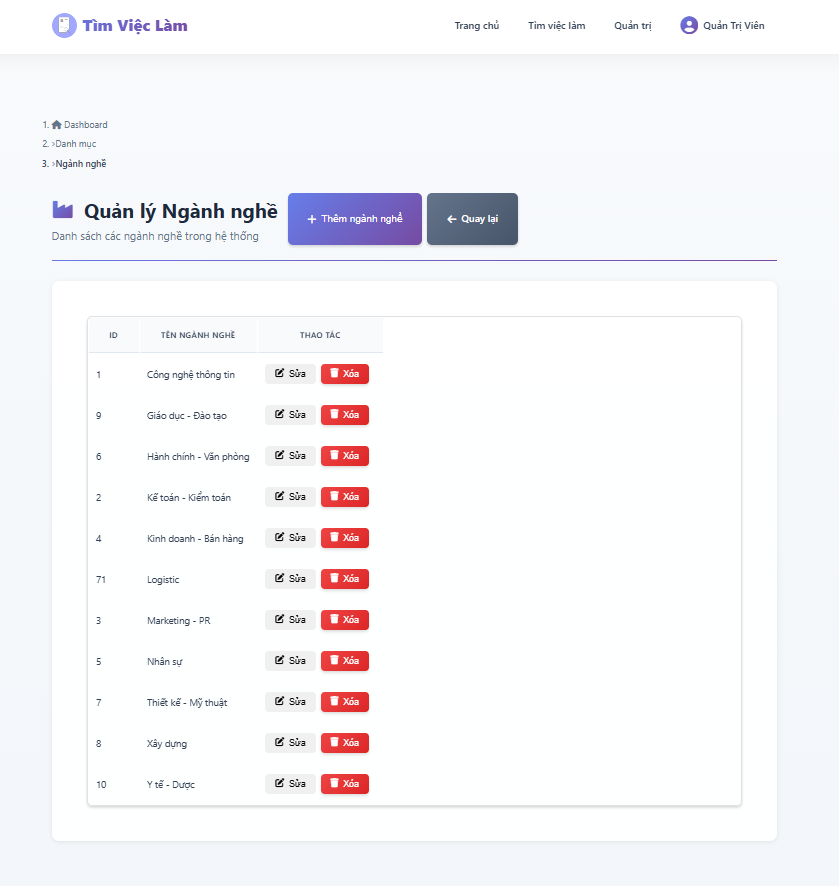 Tìm Việc Làm Trang chủ Tìm việc làm Quản trị Quản Trị Viên
1. Dashboard
2. >Danh mục
3. >Ngành nghề
Quản lý Ngành nghề + Thêm ngành nghề ← Quay lại
Danh sách các ngành nghề trong hệ thống
ID TÊN NGÀNH NGHỀ THAO TÁC
1 Công nghệ thông tin Sửa Xóa
9 Giáo dục - Đào tạo Sửa Xóa
6 Hành chính - Văn phòng Sửa Xóa
2 Kế toán - Kiểm toán Sửa Xóa
4 Kinh doanh - Bán hàng Sửa Xóa
71 Logistic Sửa Xóa
3 Marketing - PR Sửa Xóa
5 Nhân sự Sửa Xóa
7 Thiết kế - Mỹ thuật Sửa Xóa
8 Xây dựng Sửa Xóa
10 Y tế - Dược Sửa Xóa